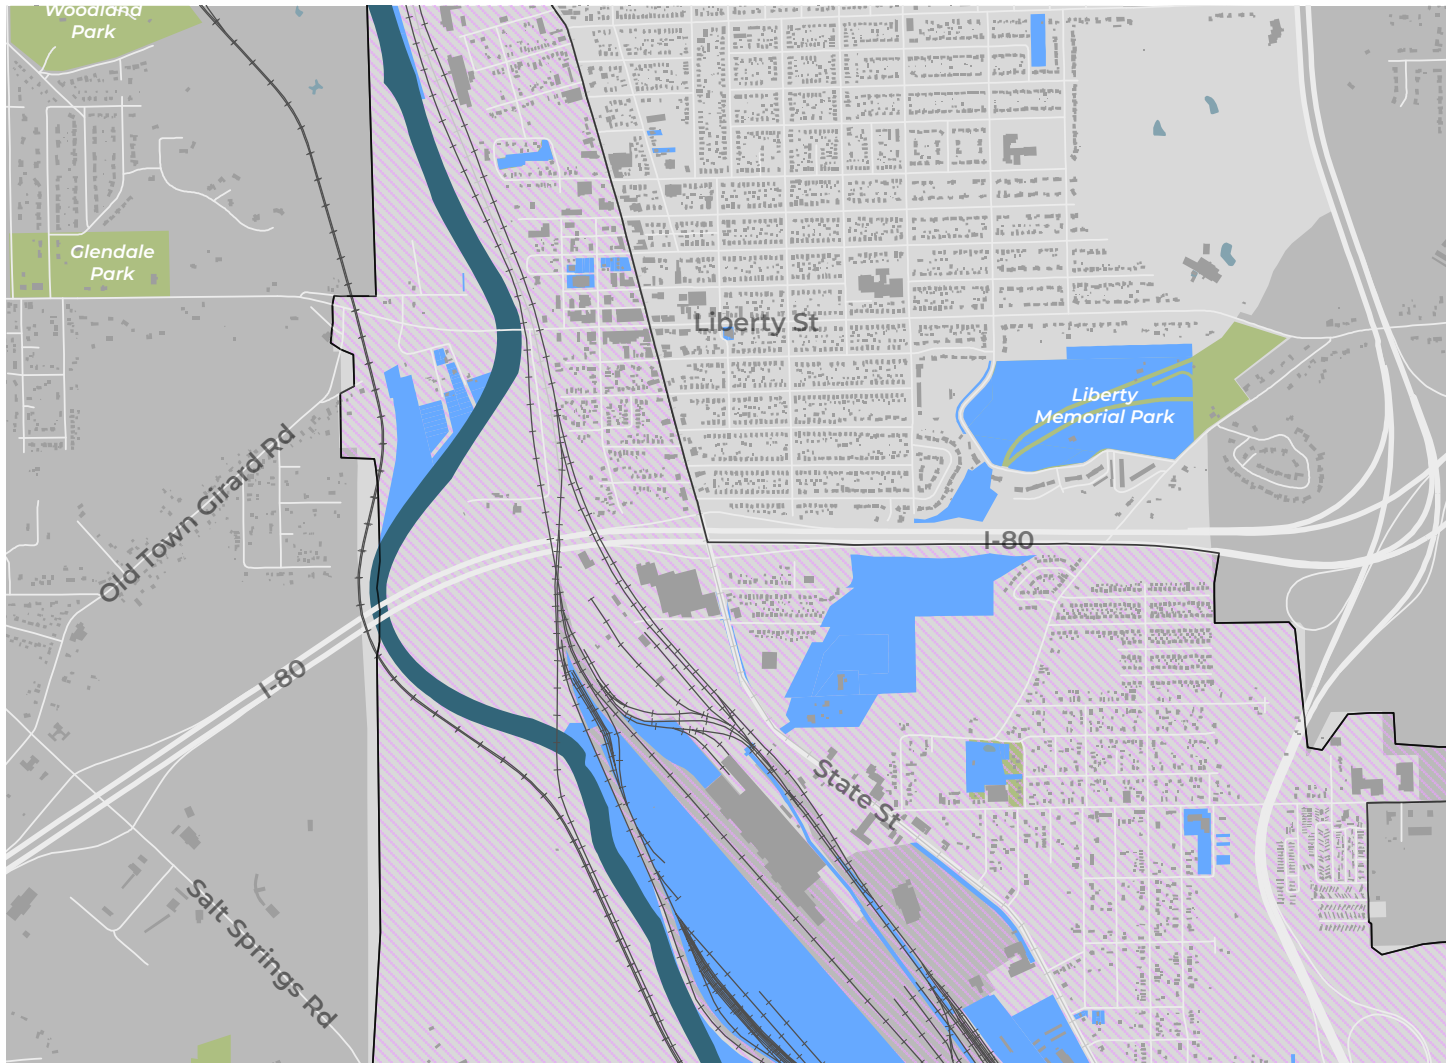 Woodland
Park
Glendale
Park
Liberty St
Liberty
Memorial Park
Old Town Girard Rd
I-80
I-80
State St
Salt Springs Rd